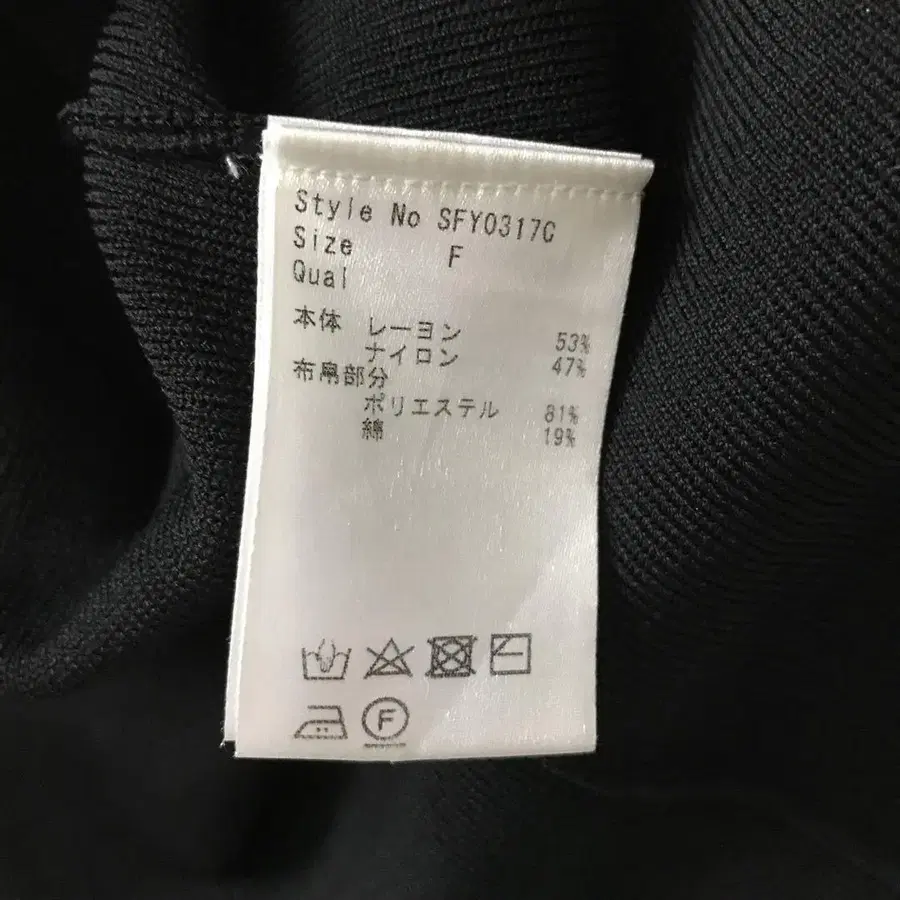 Style No SFY0317C
Size F
Qual
本体 レーヨン 53%
ナイロン 47%
布帛部分
ポリエステル 81%
綿 19%
F